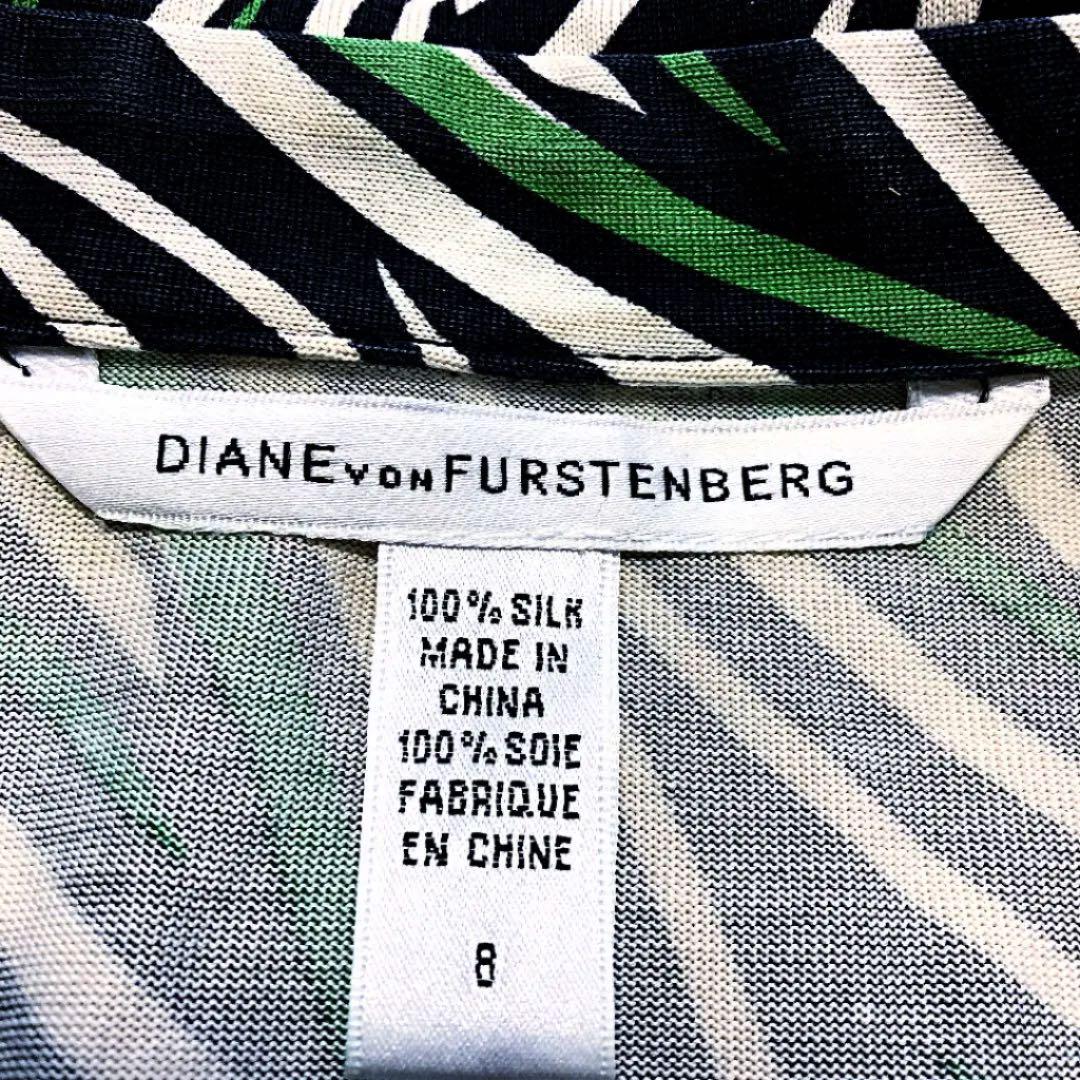 DIANE VON FURSTENBERG
100% SILK
MADE IN
CHINA
100% SOIE
FABRIQUE
EN CHINE
8